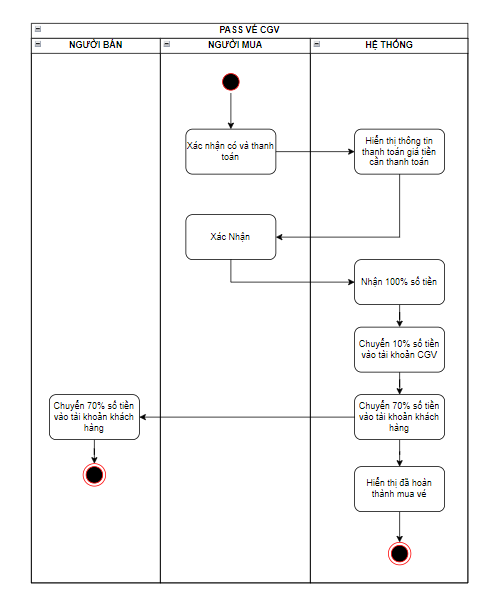 PASS VÉ CGV
NGƯỜI BÁN
NGƯỜI MUA
HỆ THỐNG
Xác nhận có và thanh
toán
Hiển thị thông tin
thanh toán giá tiền
cần thanh toán
Xác Nhận
Nhận 100% số tiền
Chuyển 10% số tiền
vào tài khoản CGV
Chuyển 70% số tiền
vào tài khoản khách
hàng
Chuyển 70% số tiền
vào tài khoản khách
hàng
Hiển thị đã hoàn
thành mua vé